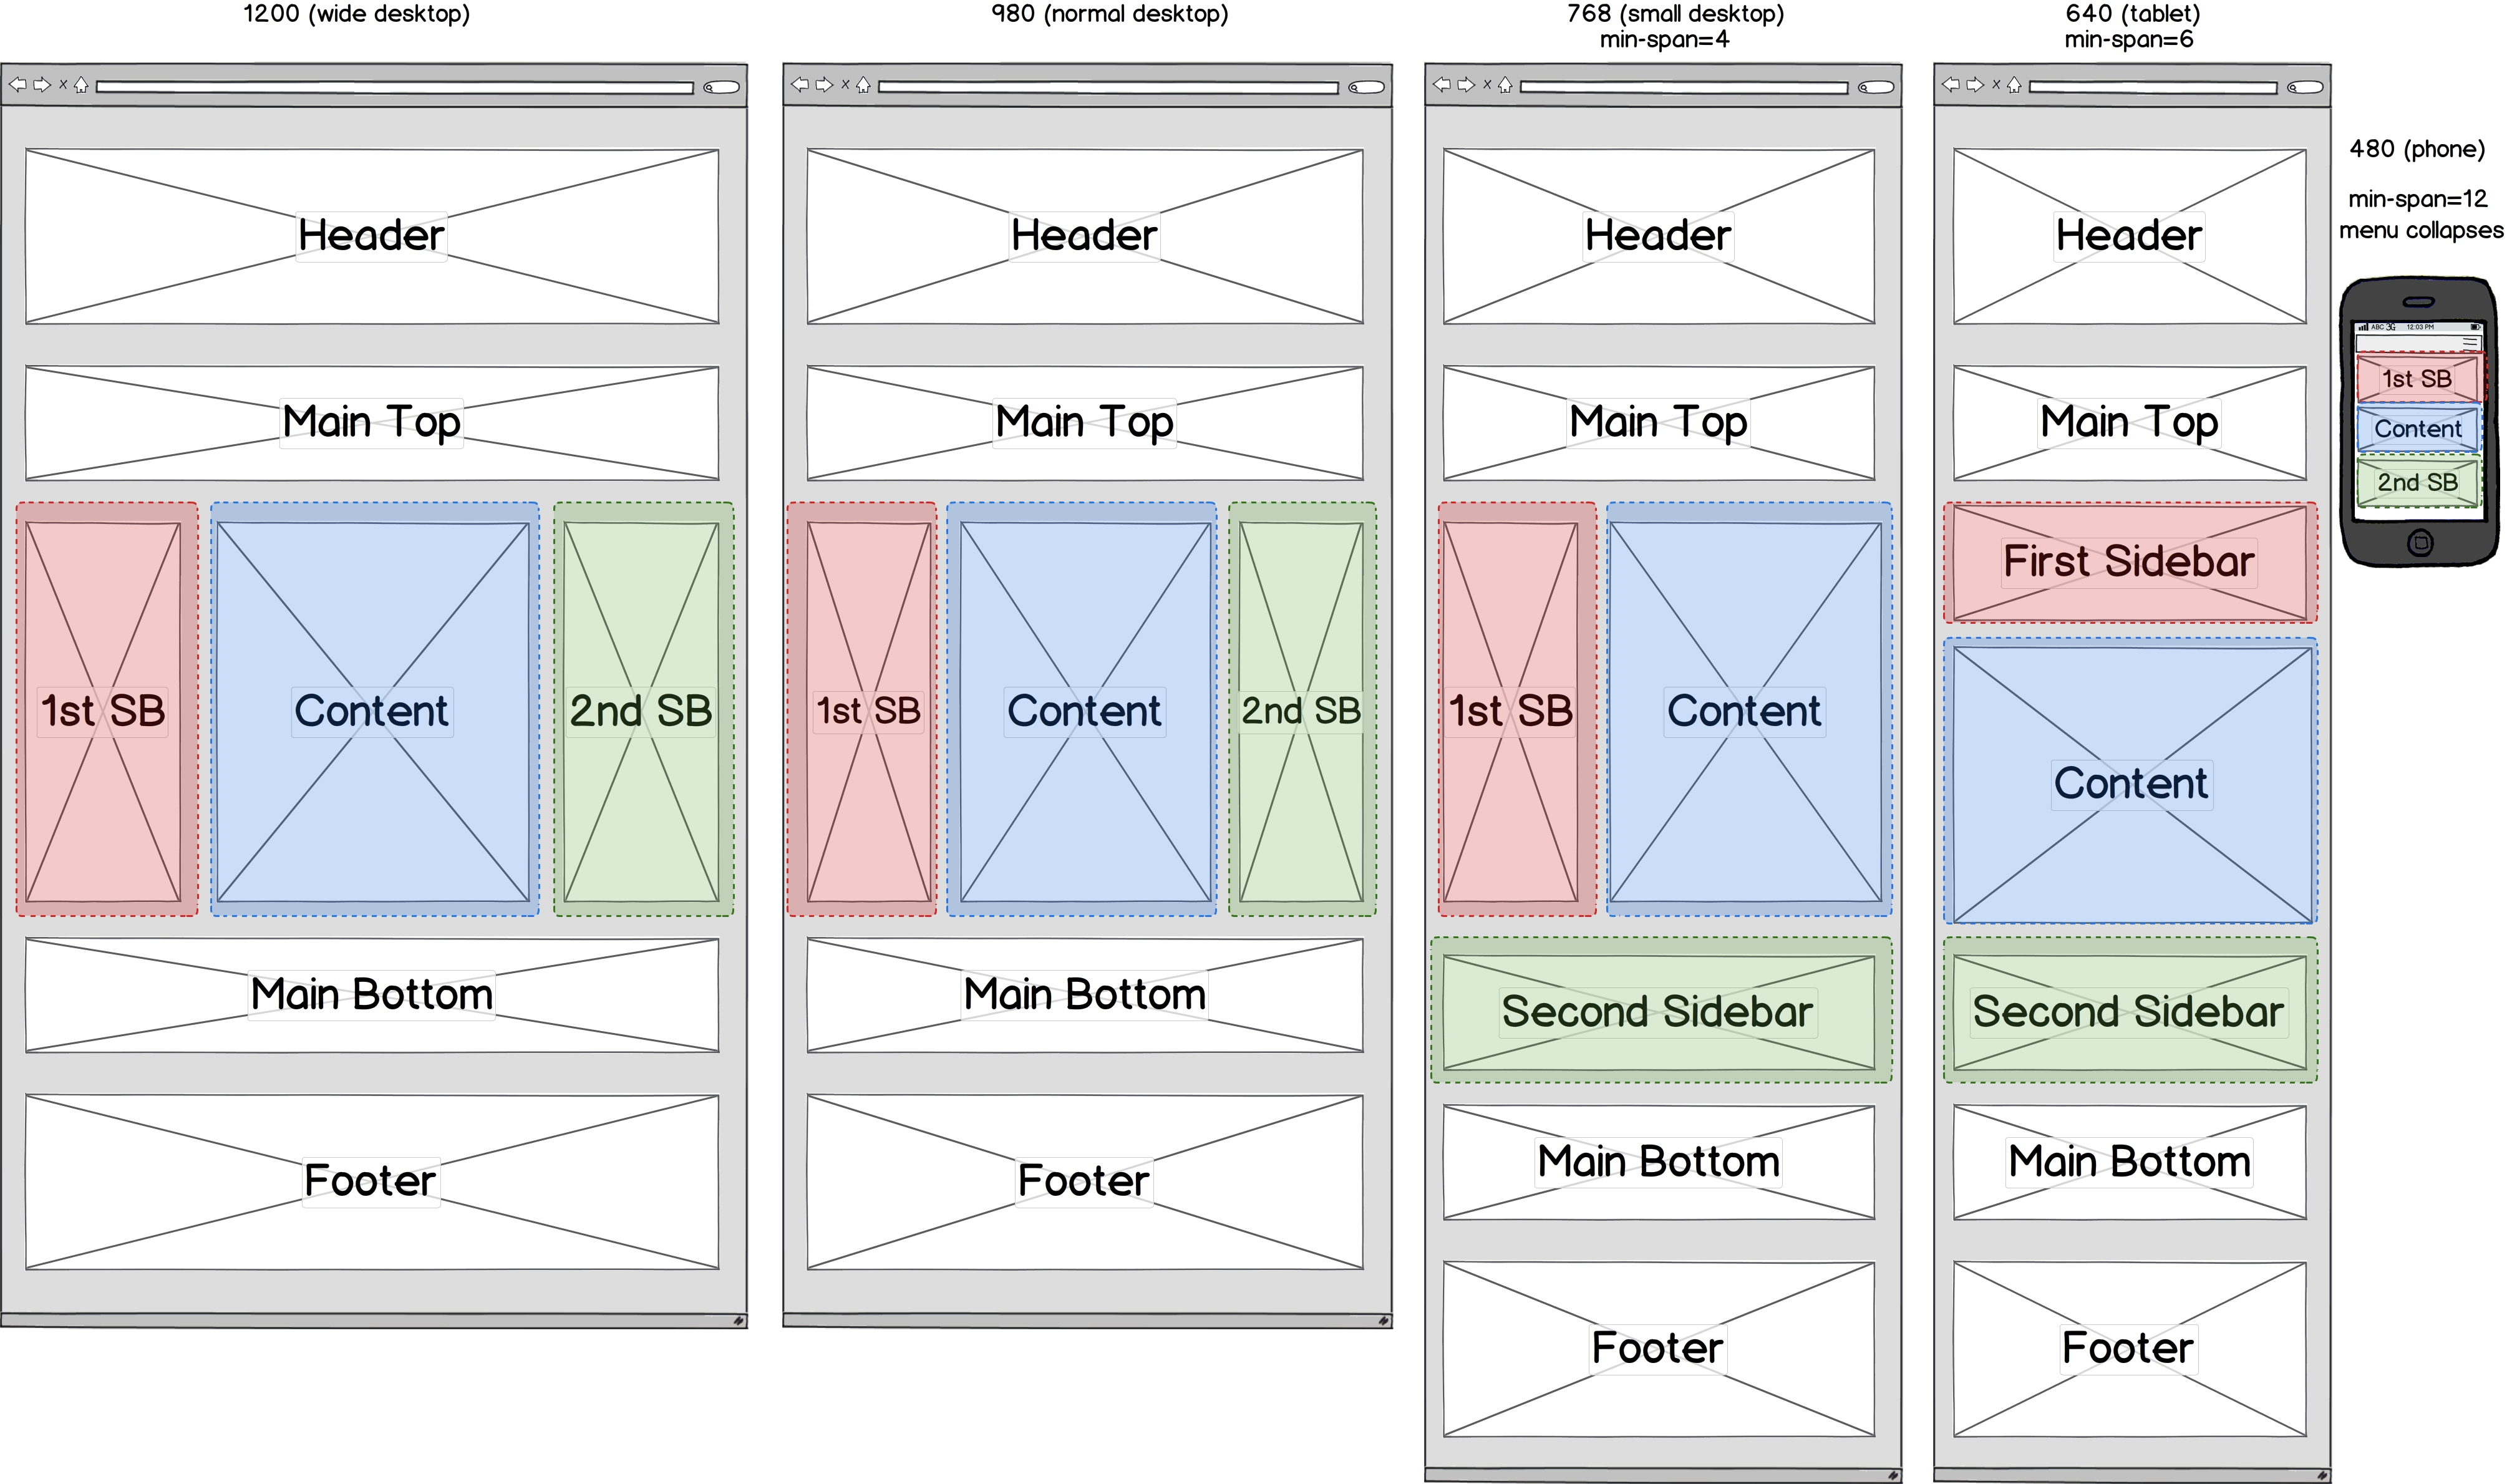 1200 (wide desktop)
Header
Main Top
1st SB
Content
2nd SB
Main Bottom
Footer
980 (normal desktop)
Header
Main Top
1st SB
Content
2nd SB
Main Bottom
Footer
768 (small desktop)
min-span=4
Header
Main Top
1st SB
Content
Second Sidebar
Main Bottom
Footer
640 (tablet)
min-span=6
Header
Main Top
First Sidebar
Content
Second Sidebar
Main Bottom
Footer
480 (phone)
min-span=12
menu collapses
ABC 3G 12:03 PM
1st SB
Content
2nd SB